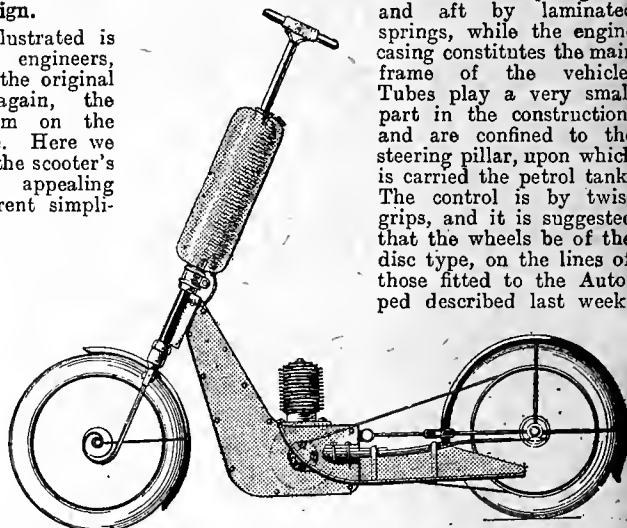 ign.
lustrated is
engineers,
the original
again, the
m on the
. Here we
the scooter's
appealing
rent simpli-
and aft by laminated
springs, while the engin
casing constitutes the main
frame of the vehicle
Tubes play a very smal
part in the construction
and are confined to th
steering pillar, upon which
is carried the petrol tank
The control is by twis
grips, and it is suggested
that the wheels be of the
disc type, on the lines of
those fitted to the Auto
ped described last week